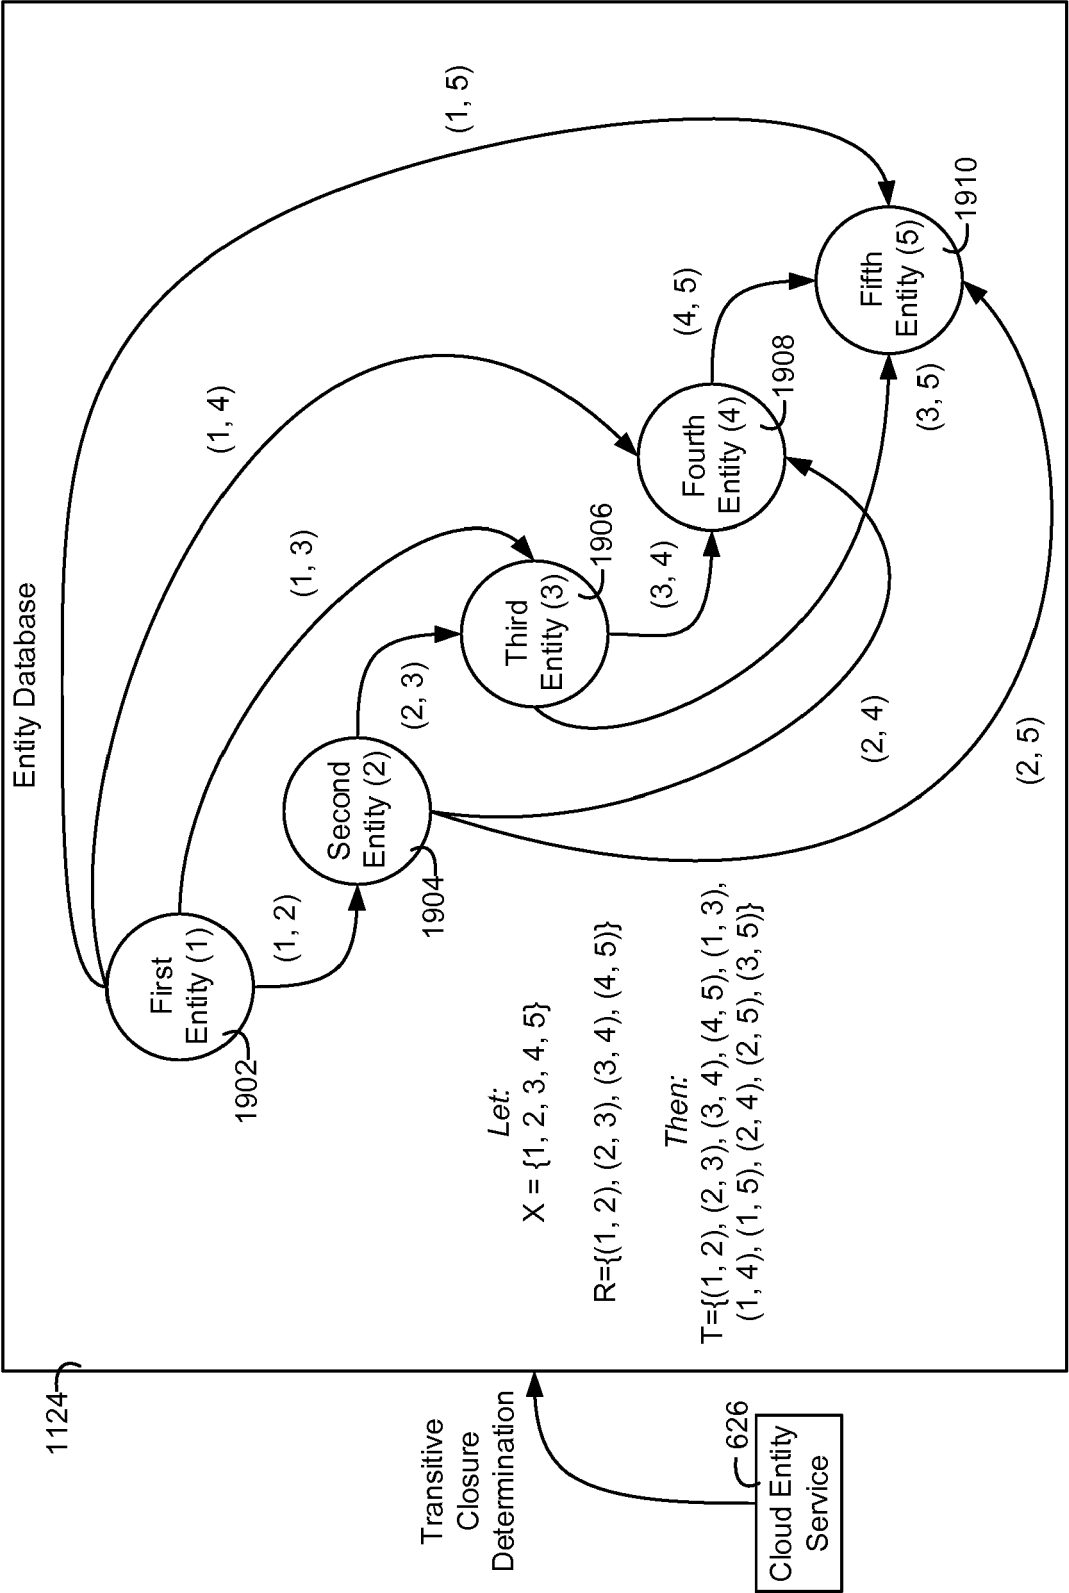 Entity Database
1124
Transitive
Closure
Determination
626
Cloud Entity
Service
First
Entity (1)
1902
(1, 2)
Second
Entity (2)
1904
(2, 3)
Third
Entity (3)
1906
(3, 4)
Fourth
Entity (4)
1908
(4, 5)
Fifth
Entity (5)
1910
(1, 3)
(1, 4)
(1, 5)
(2, 4)
(2, 5)
(3, 5)
Let:
X = {1, 2, 3, 4, 5}
R={(1, 2), (2, 3), (3, 4), (4, 5)}
Then:
T={(1, 2), (2, 3), (3, 4), (4, 5), (1, 3),
(1, 4), (1, 5), (2, 4), (2, 5), (3, 5)}